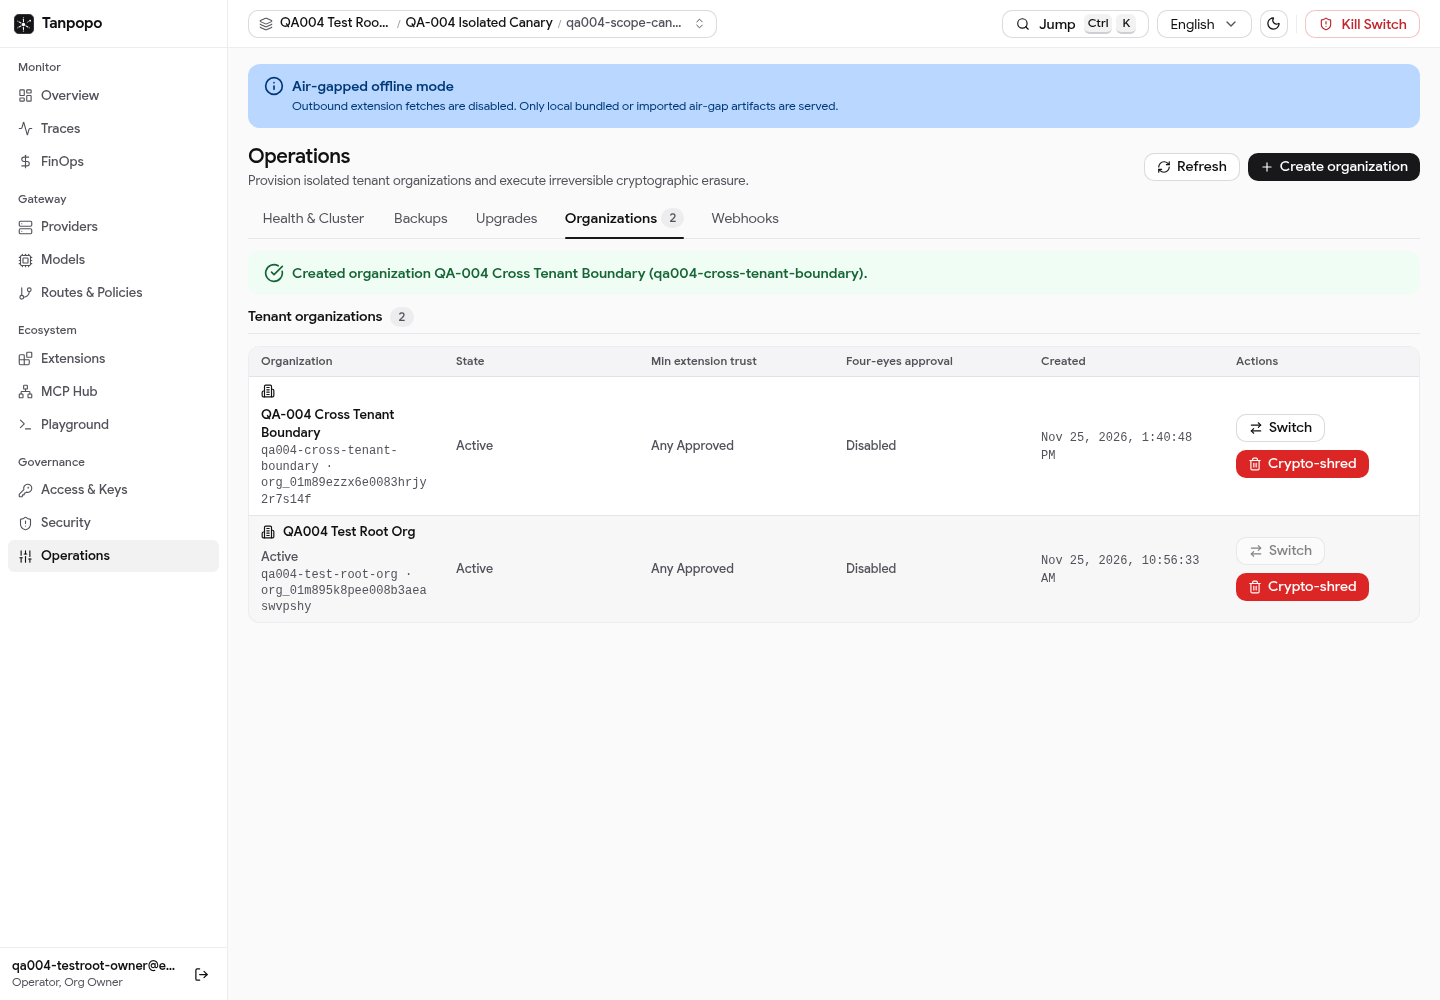 Tanpopo
QA004 Test Roo... / QA-004 Isolated Canary / qa004-scope-can...
Jump Ctrl K
English
Kill Switch
Monitor
Overview
Traces
FinOps
Gateway
Providers
Models
Routes & Policies
Ecosystem
Extensions
MCP Hub
Playground
Governance
Access & Keys
Security
Operations
qa004-testroot-owner@e...
Operator, Org Owner
Air-gapped offline mode
Outbound extension fetches are disabled. Only local bundled or imported air-gap artifacts are served.
Operations
Provision isolated tenant organizations and execute irreversible cryptographic erasure.
Refresh
Create organization
Health & Cluster Backups Upgrades Organizations 2 Webhooks
Created organization QA-004 Cross Tenant Boundary (qa004-cross-tenant-boundary).
Tenant organizations 2
Organization State Min extension trust Four-eyes approval Created Actions
QA-004 Cross Tenant
Boundary
qa004-cross-tenant-
boundary ·
org_01m89ezzx6e0083hrjy
2r7s14f
Active
Any Approved
Disabled
Nov 25, 2026, 1:40:48
PM
Switch
Crypto-shred
QA004 Test Root Org
Active
qa004-test-root-org ·
org_01m895k8pee008b3aea
swvpshy
Active
Any Approved
Disabled
Nov 25, 2026, 10:56:33
AM
Switch
Crypto-shred